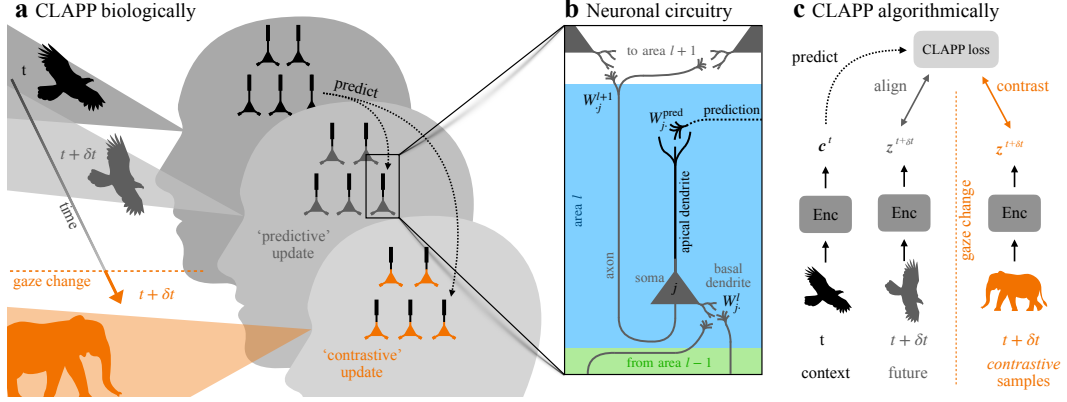 a CLAPP biologically
t
predict
t + δt
time
'predictive'
update
gaze change
t + δt
'contrastive'
update
b Neuronal circuitry
to area l + 1
W^{l+1}_{·j}
W^{pred}_{j·}
prediction
area l
apical dendrite
axon
soma
j
basal
dendrite
W^l_{j·}
from area l − 1
c CLAPP algorithmically
predict
CLAPP loss
align
contrast
c^t
z^{t+δt}
z^{t+δt}
Enc
Enc
Enc
gaze change
t
t + δt
t + δt
context
future
contrastive
samples